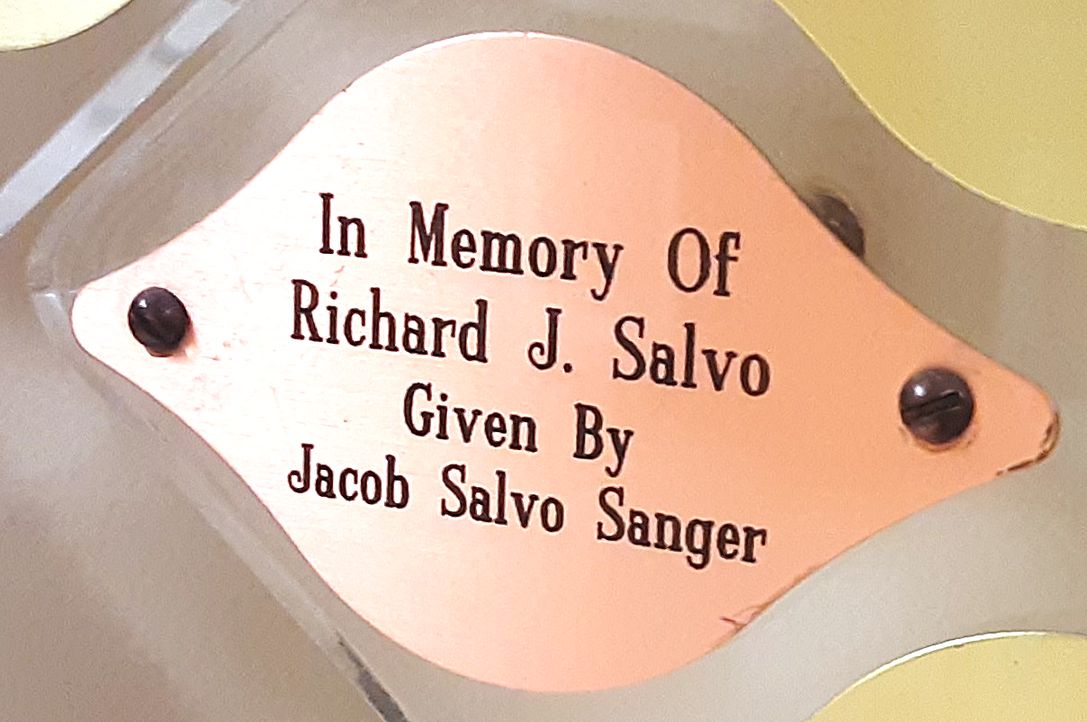 In Memory Of
Richard J. Salvo
Given By
Jacob Salvo Sanger